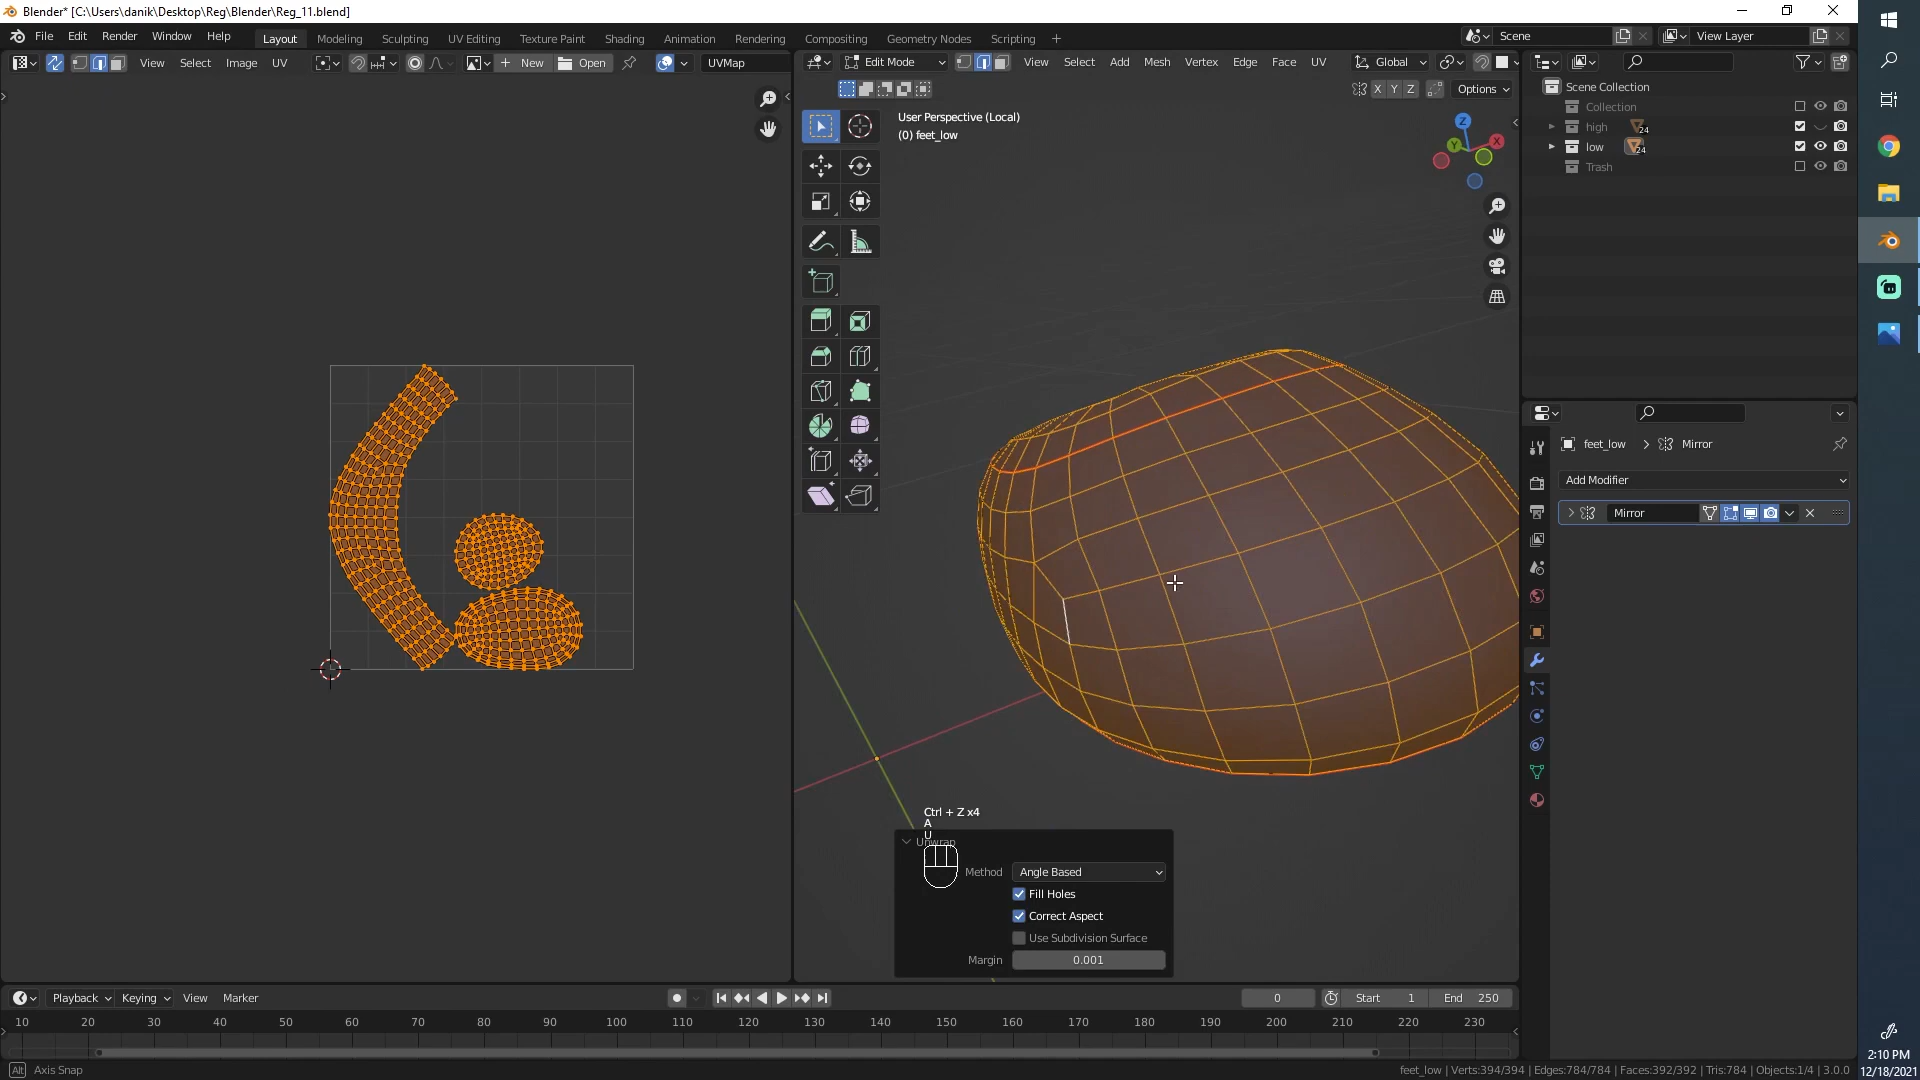 Blender* [C:\Users\danik\Desktop\Reg\Blender\Reg_11.blend]
File Edit Render Window Help
Layout Modeling Sculpting UV Editing Texture Paint Shading Animation Rendering Compositing Geometry Nodes Scripting +
Scene
View Layer
View Select Image UV
New
Open
UVMap
Edit Mode
View Select Add Mesh Vertex Edge Face UV
Global
X Y Z
Options
User Perspective (Local)
(0) feet_low
Z
X
Y
Scene Collection
Collection
high 24
low 24
Trash
feet_low > Mirror
Add Modifier
Mirror
Ctrl + Z x4
A
U
Unwrap
Method Angle Based
Fill Holes
Correct Aspect
Use Subdivision Surface
Margin 0.001
Playback Keying View Marker
0
Start 1
End 250
10 20 30 40 50 60 70 80 90 100 110 120 130 140 150 160 170 180 190 200 210 220 230
Alt Axis Snap
feet_low | Verts:394/394 | Edges:784/784 | Faces:392/392 | Tris:784 | Objects:1/4 | 3.0.0
2:10 PM
12/18/2021